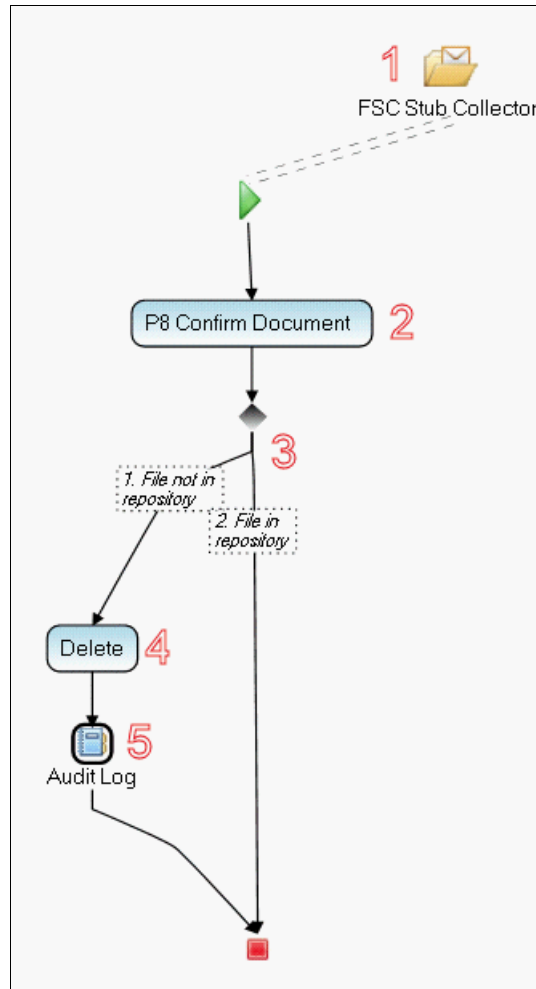 1
FSC Stub Collector
P8 Confirm Document
2
3
1. File not in
repository
2. File in
repository
Delete
4
5
Audit Log